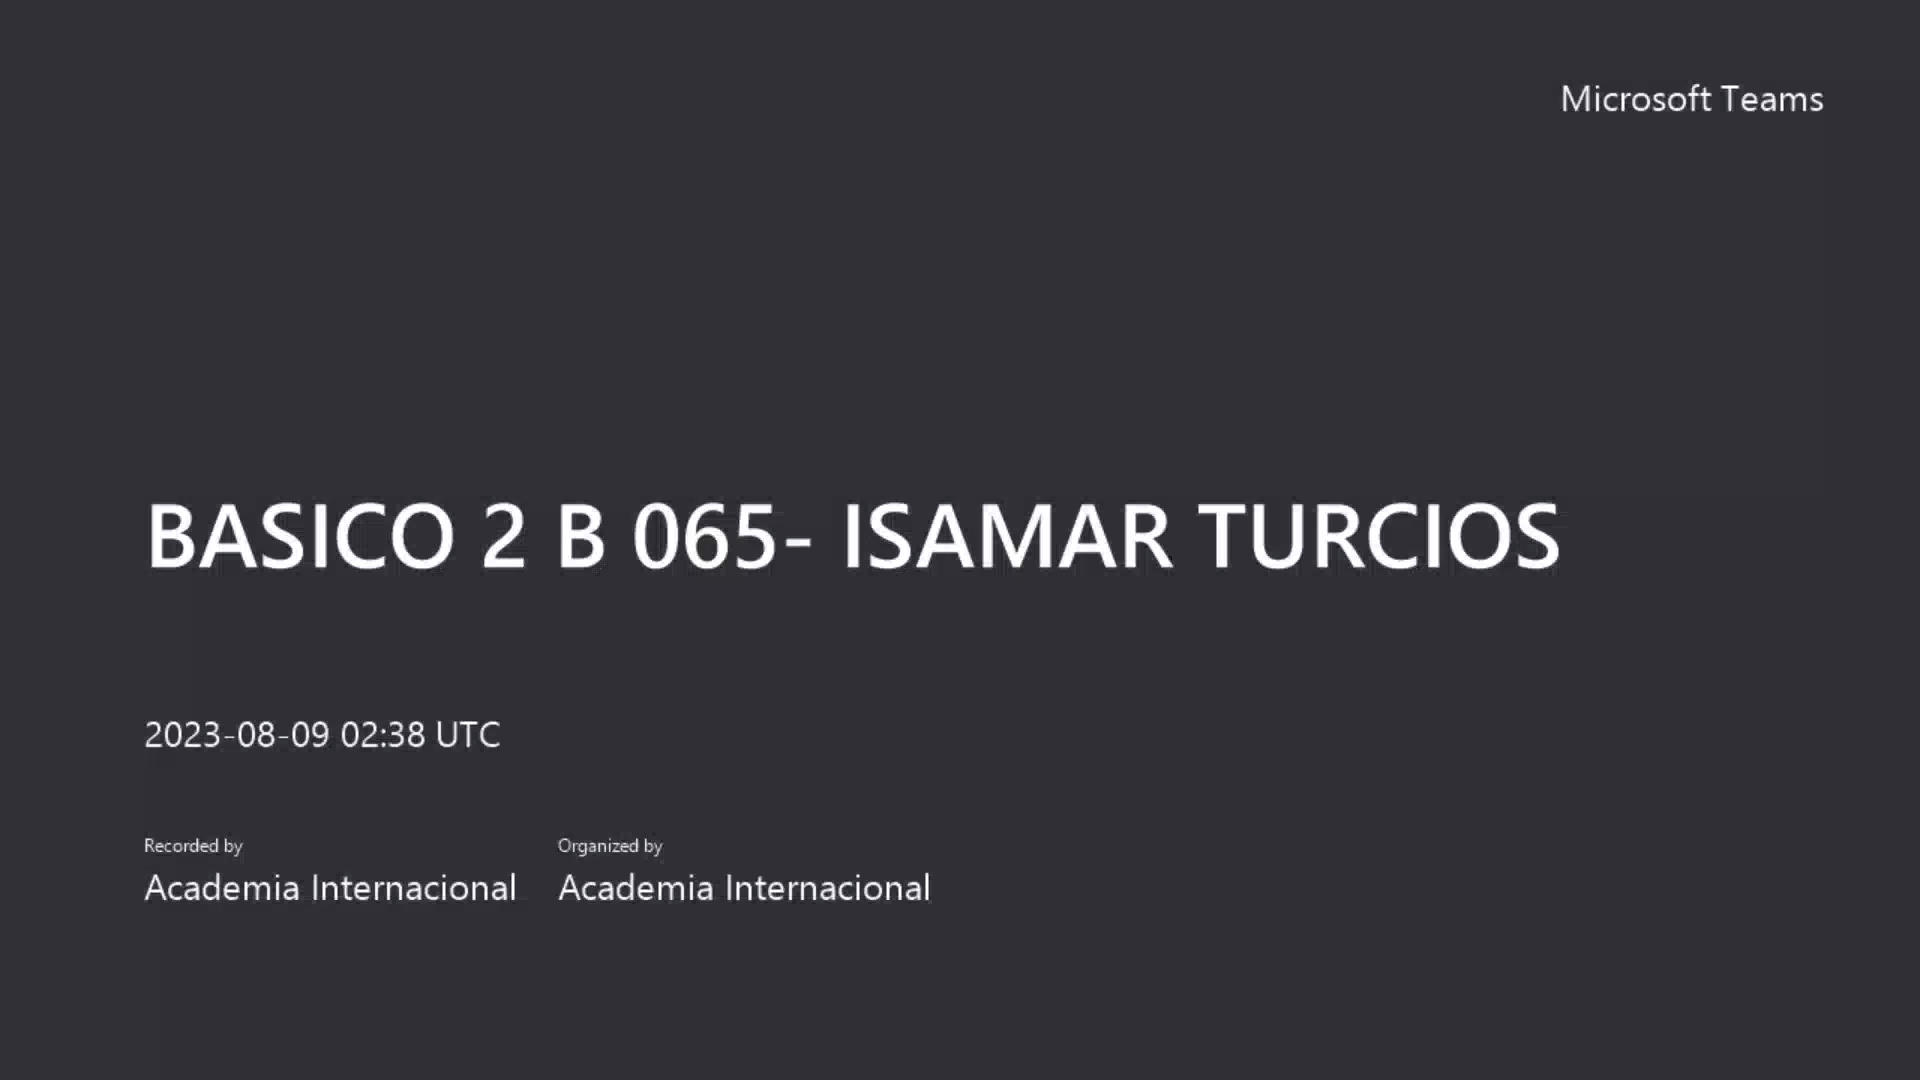 Microsoft Teams
BASICO 2 B 065- ISAMAR TURCIOS
2023-08-09 02:38 UTC
Recorded by
Academia Internacional
Organized by
Academia Internacional